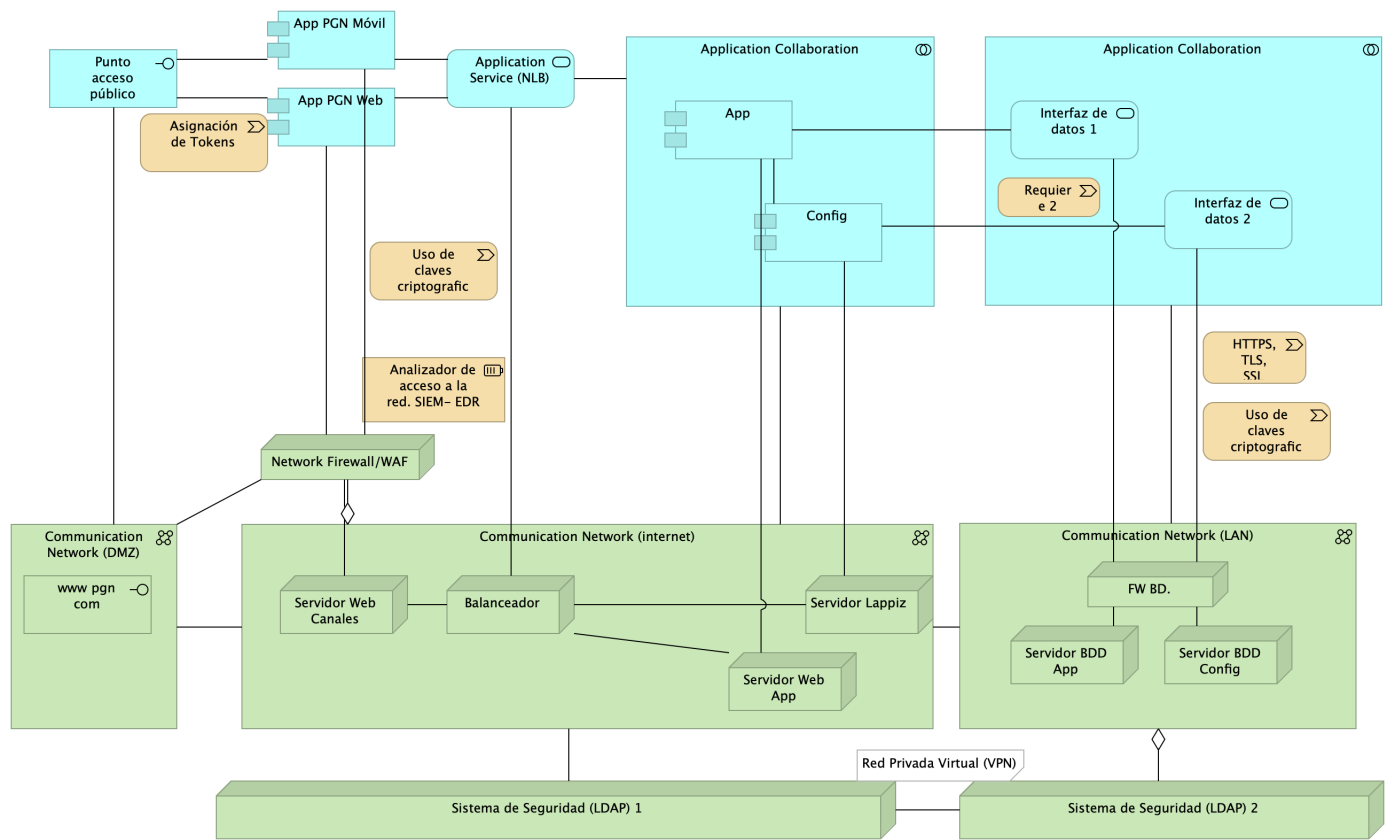 App PGN Móvil
Punto
acceso
público
Application
Service (NLB)
Application Collaboration
Application Collaboration
App PGN Web
Asignación
de Tokens
App
Interfaz de
datos 1
Requier
e 2
Config
Interfaz de
datos 2
Uso de
claves
criptografic
HTTPS,
TLS,
SSL
Analizador de
acceso a la
red. SIEM- EDR
Uso de
claves
criptografic
Network Firewall/WAF
Communication
Network (DMZ)
www pgn
com
Communication Network (internet)
Servidor Web
Canales
Balanceador
Servidor Lappiz
Servidor Web
App
Communication Network (LAN)
FW BD.
Servidor BDD
App
Servidor BDD
Config
Red Privada Virtual (VPN)
Sistema de Seguridad (LDAP) 1
Sistema de Seguridad (LDAP) 2